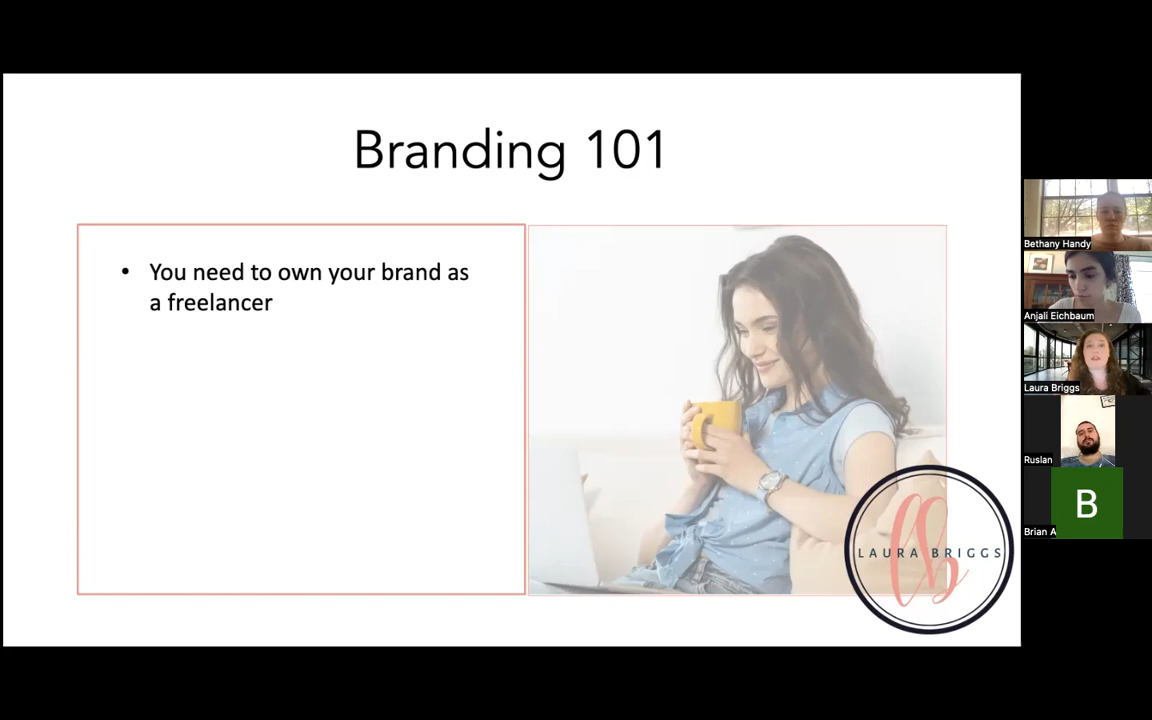 Branding 101
• You need to own your brand as
a freelancer
LAURA BRIGGS
Bethany Handy
Anjali Eichbaum
Laura Briggs
Ruslan
B
Brian A